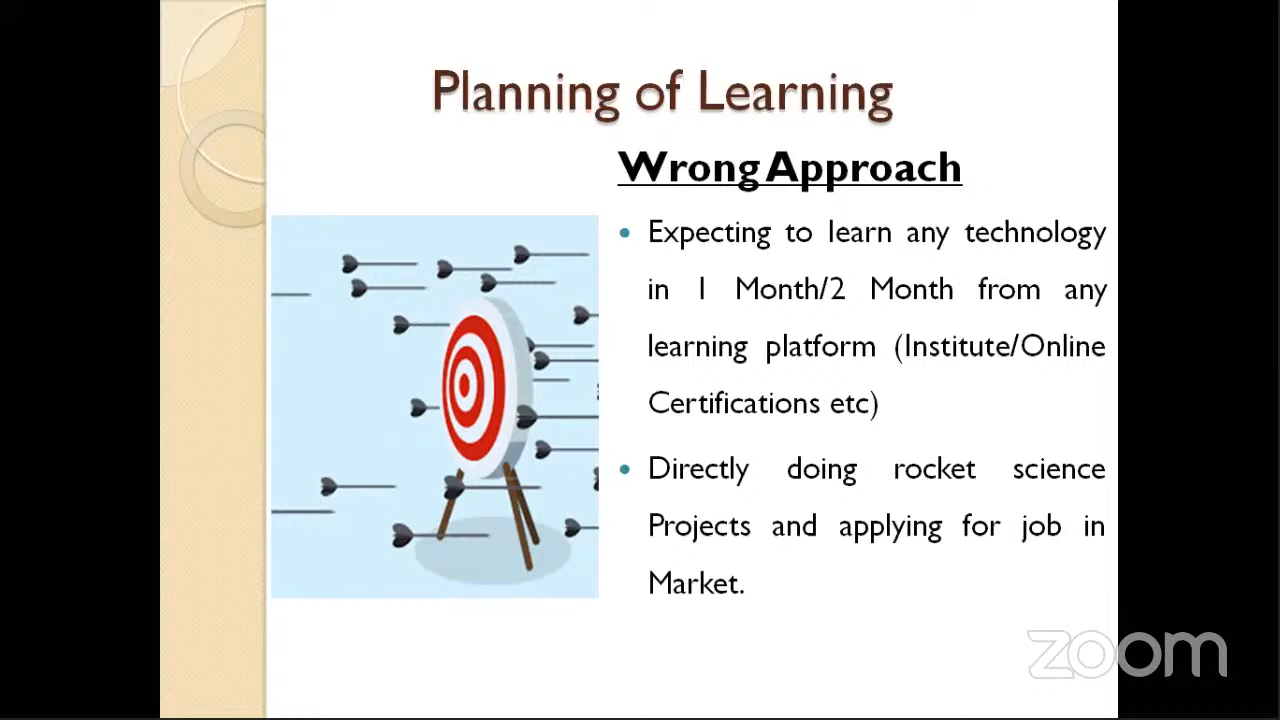 Planning of Learning
Wrong Approach
Expecting to learn any technology
in 1 Month/2 Month from any
learning platform (Institute/Online
Certifications etc)
Directly doing rocket science
Projects and applying for job in
Market.
zoom